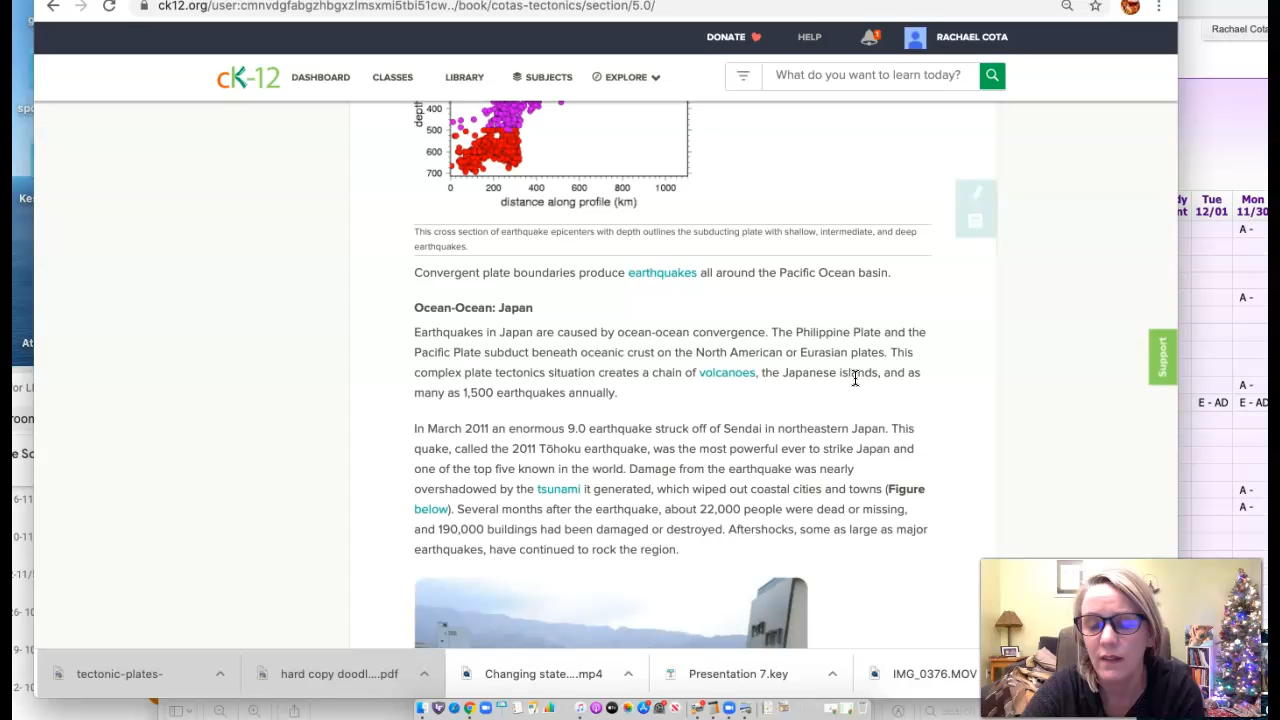 ck12.org/user:cmnvdgfabgzhbgxzlmsxmi5tbi51cw../book/cotas-tectonics/section/5.0/
Rachael Cota
DONATE HELP 1 RACHAEL COTA
cK-12 DASHBOARD CLASSES LIBRARY SUBJECTS EXPLORE What do you want to learn today?
400
500
600
700
0 200 400 600 800 1000
distance along profile (km)
Tue Mon
12/01 11/30
A -
This cross section of earthquake epicenters with depth outlines the subducting plate with shallow, intermediate, and deep
earthquakes.
Convergent plate boundaries produce earthquakes all around the Pacific Ocean basin.
A -
Ocean-Ocean: Japan
Earthquakes in Japan are caused by ocean-ocean convergence. The Philippine Plate and the
Pacific Plate subduct beneath oceanic crust on the North American or Eurasian plates. This
complex plate tectonics situation creates a chain of volcanoes, the Japanese islands, and as
many as 1,500 earthquakes annually.
Support
A -
E - AD E - AD
In March 2011 an enormous 9.0 earthquake struck off of Sendai in northeastern Japan. This
quake, called the 2011 Tōhoku earthquake, was the most powerful ever to strike Japan and
one of the top five known in the world. Damage from the earthquake was nearly
overshadowed by the tsunami it generated, which wiped out coastal cities and towns (Figure
below). Several months after the earthquake, about 22,000 people were dead or missing,
and 190,000 buildings had been damaged or destroyed. Aftershocks, some as large as major
earthquakes, have continued to rock the region.
A -
A -
tectonic-plates- hard copy doodl....pdf Changing state....mp4 Presentation 7.key IMG_0376.MOV